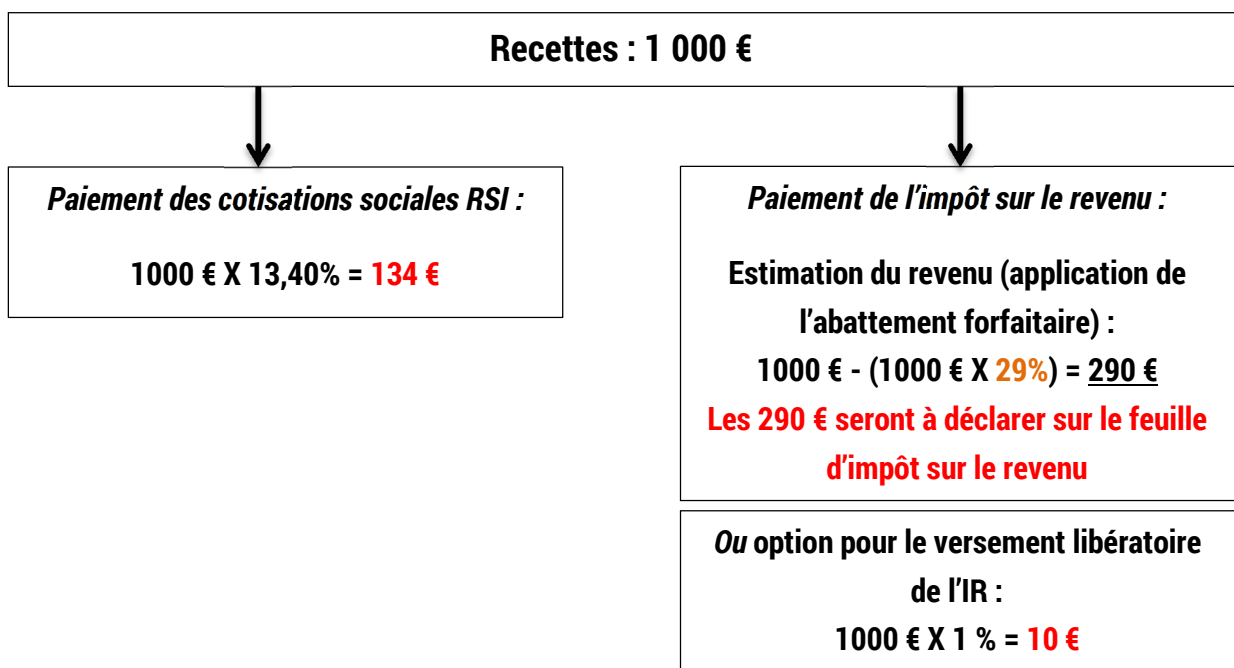 Recettes : 1 000 €
Paiement des cotisations sociales RSI :
1000 € X 13,40% = 134 €
Paiement de l’impôt sur le revenu :
Estimation du revenu (application de
l’abattement forfaitaire) :
1000 € - (1000 € X 29%) = 290 €
Les 290 € seront à déclarer sur le feuille
d’impôt sur le revenu
Ou option pour le versement libératoire
de l’IR :
1000 € X 1 % = 10 €